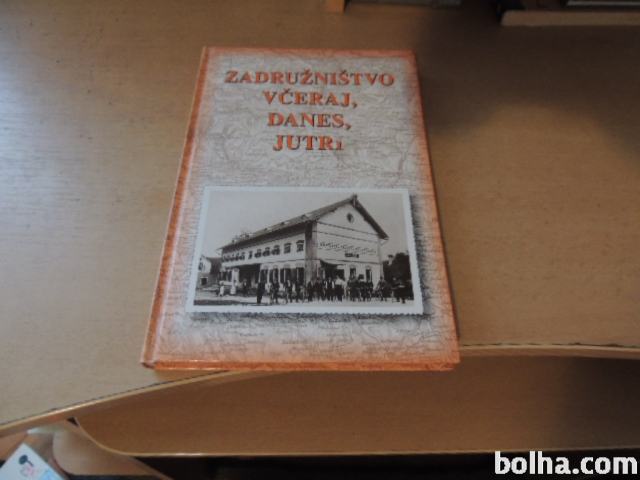 ZADRUŽNIŠTVO
VČERAJ,
DANES,
JUTRI
bolha.com